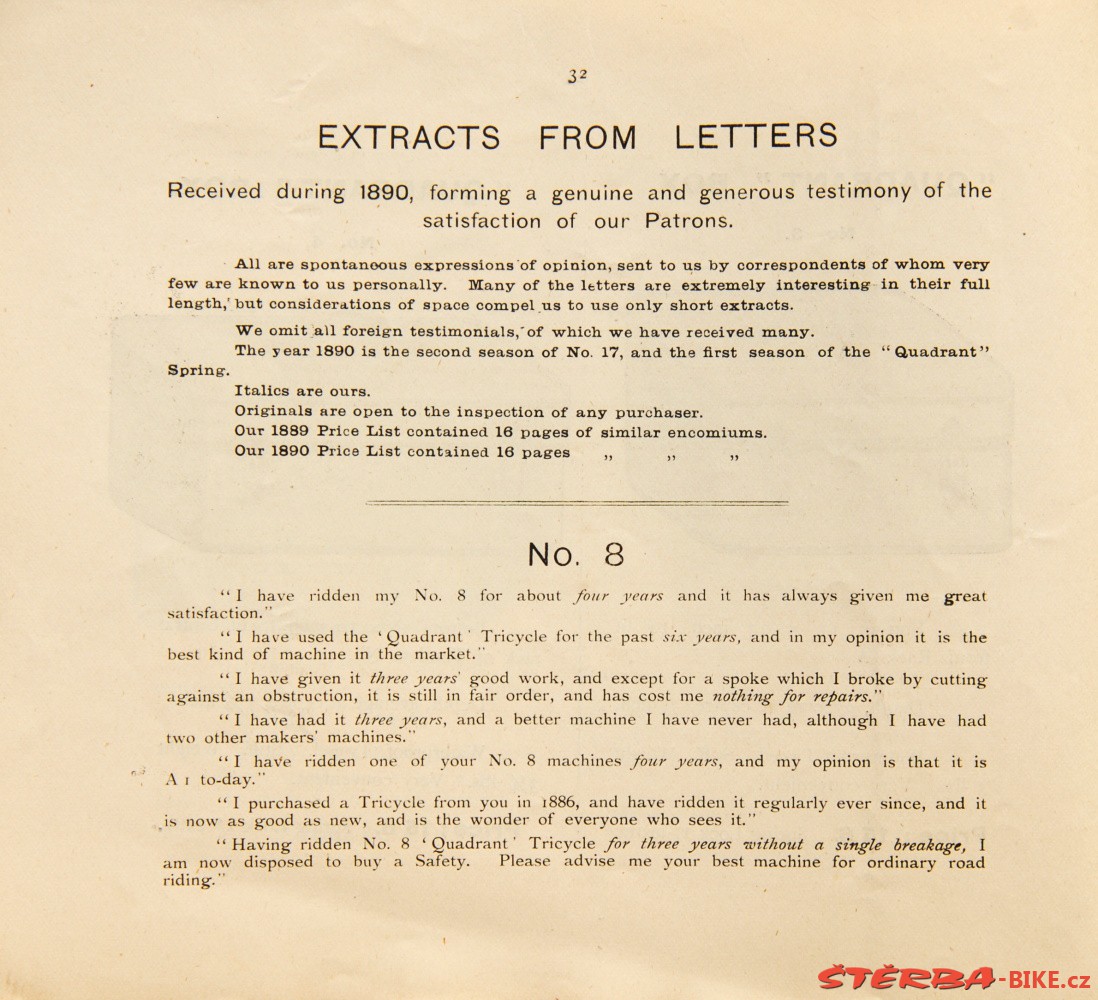 32
EXTRACTS FROM LETTERS
Received during 1890, forming a genuine and generous testimony of the
satisfaction of our Patrons.
All are spontaneous expressions of opinion, sent to us by correspondents of whom very
few are known to us personally. Many of the letters are extremely interesting in their full
length, but considerations of space compel us to use only short extracts.
We omit all foreign testimonials, of which we have received many.
The year 1890 is the second season of No. 17, and the first season of the “Quadrant”
Spring.
Italics are ours.
Originals are open to the inspection of any purchaser.
Our 1889 Price List contained 16 pages of similar encomiums.
Our 1890 Price List contained 16 pages „ „ „
No. 8
“I have ridden my No. 8 for about four years and it has always given me great
satisfaction.”
“I have used the ‘Quadrant’ Tricycle for the past six years, and in my opinion it is the
best kind of machine in the market.”
“I have given it three years’ good work, and except for a spoke which I broke by cutting
against an obstruction, it is still in fair order, and has cost me nothing for repairs.”
“I have had it three years, and a better machine I have never had, although I have had
two other makers’ machines.”
“I have ridden one of your No. 8 machines four years, and my opinion is that it is
A 1 to-day.”
“I purchased a Tricycle from you in 1886, and have ridden it regularly ever since, and it
is now as good as new, and is the wonder of everyone who sees it.”
“Having ridden No. 8 ‘Quadrant’ Tricycle for three years without a single breakage, I
am now disposed to buy a Safety. Please advise me your best machine for ordinary road
riding.”
ŠTĚRBA-BIKE.cz